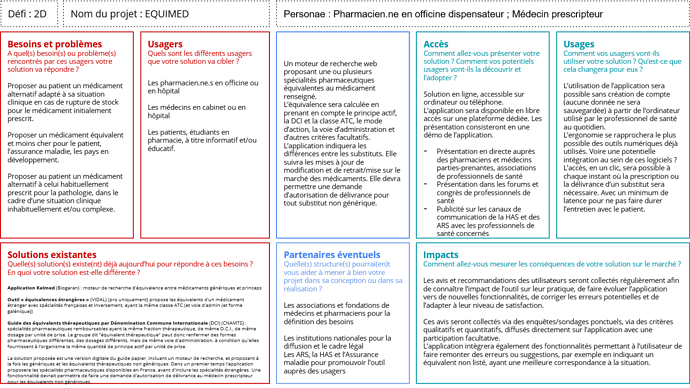 Défi : 2D
Nom du projet : EQUIMED
Personae : Pharmacien.ne en officine dispensateur ; Médecin prescripteur
Besoins et problèmes
A quel(s) besoin(s) ou problème(s)
rencontrés par ces usagers votre
solution va répondre ?
Proposer au patient un médicament
alternatif adapté à sa situation
clinique en cas de rupture de stock
pour le médicament initialement
prescrit.
Proposer un médicament équivalent
et moins cher pour le patient,
l'assurance maladie, les pays en
développement.
Proposer au patient un médicament
alternatif à celui habituellement
prescrit pour la pathologie, dans le
cadre d'une situation clinique
inhabituellement et/ou complexe.
Usagers
Quels sont les différents usagers
que votre solution va cibler ?
Les pharmacien.ne.s en officine ou
en hôpital
Les médecins en cabinet ou en
hôpital
Les patients, étudiants en
pharmacie, à titre informatif et/ou
éducatif.
Un moteur de recherche web
proposant une ou plusieurs
spécialités pharmaceutiques
équivalentes au médicament
renseigné.
L'équivalence sera calculée en
prenant en compte le principe actif,
la DCI et la classe ATC, le mode
d'action, la voie d'administration et
d'autres critères facultatifs.
L'application indiquera les
différences entre les substituts. Elle
suivra les mises à jour de
modification et de retrait/mise sur le
marché des médicaments. Elle devra
permettre une demande
d'autorisation de délivrance pour
tout substitut non générique.
Accès
Comment allez-vous présenter votre
solution ? Comment vos potentiels
usagers vont-ils la découvrir et
l'adopter ?
Solution en ligne, accessible sur
ordinateur ou téléphone.
L'application sera disponible en libre
accès sur une plateforme dédiée. Les
présentation consisteront en une
démo de l'application.
- Présentation en directe auprès
des pharmaciens et médecins
parties-prenantes, associations
de professionnels de santé
- Présentation dans les forums et
congrès de professionnels de
santé
- Publicité sur les canaux de
communication de la HAS et des
ARS avec les professionnels de
santé concernés
Usages
Comment vos usagers vont-ils
utiliser votre solution ? Qu'est-ce que
cela changera pour eux ?
L'utilisation de l'application sera
possible sans création de compte
(aucune donnée ne sera
sauvegardée) à partir de l'ordinateur
utilisé par le professionnel de santé
au quotidien.
L'ergonomie se rapprochera le plus
possible des outils numériques déjà
utilisés. Voire une potentielle
intégration au sein de ces logiciels ?
L'accès, en un clic, sera possible à
chaque instant où la prescription ou
la délivrance d'un substitut sera
nécessaire. Avec un minimum de
latence pour ne pas faire durer
l'entretien avec le patient.
Solutions existantes
Quelle(s) solution(s) existe(nt) déjà aujourd'hui pour répondre à ces besoins ?
En quoi votre solution est-elle différente ?
Application Kelmed (Biogaran) : moteur de recherche d'équivalence entre médicaments génériques et princeps
Outil « équivalences étrangères » (VIDAL) (pro uniquement) propose les équivalents d'un médicament
étranger avec spécialités françaises et inversement, ayant la même classe ATC (et voie d'admin) (et forme
galénique))
Guide des équivalents thérapeutiques par Dénomination Commune Internationale (DCI) (CNAMTS) :
spécialités pharmaceutiques remboursables ayant la même fraction thérapeutique, de même D.C.I., de même
voie d'unité de prise. Le groupe dit "équivalence thérapeutique" peut donc renfermer des formes
pharmaceutiques différentes, des dosages différents, mais de même voie d'administration, à condition qu'elles
fournissent à l'organisme la même quantité de principe actif par unité de prise.
La solution proposée est une version digitale du guide papier, incluant un moteur de recherche, et proposant à
la fois les génériques et les équivalents thérapeutiques non génériques. Dans un premier temps l'application
proposera les spécialités pharmaceutiques disponibles en France, avant d'inclure les spécialités étrangères. Une
fonctionnalité devrait permettre de faire une demande d'autorisation de délivrance au médecin prescripteur
pour les équivalents non génériques.
Partenaires éventuels
Quelle(s) structure(s) pourrai(en)t
vous aider à mener à bien votre
projet dans sa conception ou dans sa
réalisation ?
Les associations et fondations de
médecins et pharmaciens pour la
définition des besoins
Les institutions nationale pour la
diffusion et le cadre légal
Les ARS, la HAS et l'Assurance
maladie pour promouvoir l'outil
auprès des usagers
Impacts
Comment allez-vous mesurer les conséquences de votre solution sur le marché ?
Les avis et recommandations des utilisateurs seront collectés régulièrement afin
de connaître l'impact de l'outil sur leur pratique, de faire évoluer l'application
vers de nouvelles fonctionnalités, de corriger les erreurs potentielles et de
l'adapter à leur niveau de satisfaction.
Ces avis seront collectés via des enquêtes/sondages ponctuels, via des critères
qualitatifs et quantitatifs, diffusés directement sur l'application avec une
participation facultative.
L'application intégrera également des fonctionnalités permettant à l'utilisateur de
faire remonter des erreurs ou suggestions, par exemple en indiquant un
équivalent non listé, ayant une meilleure correspondance à la situation.